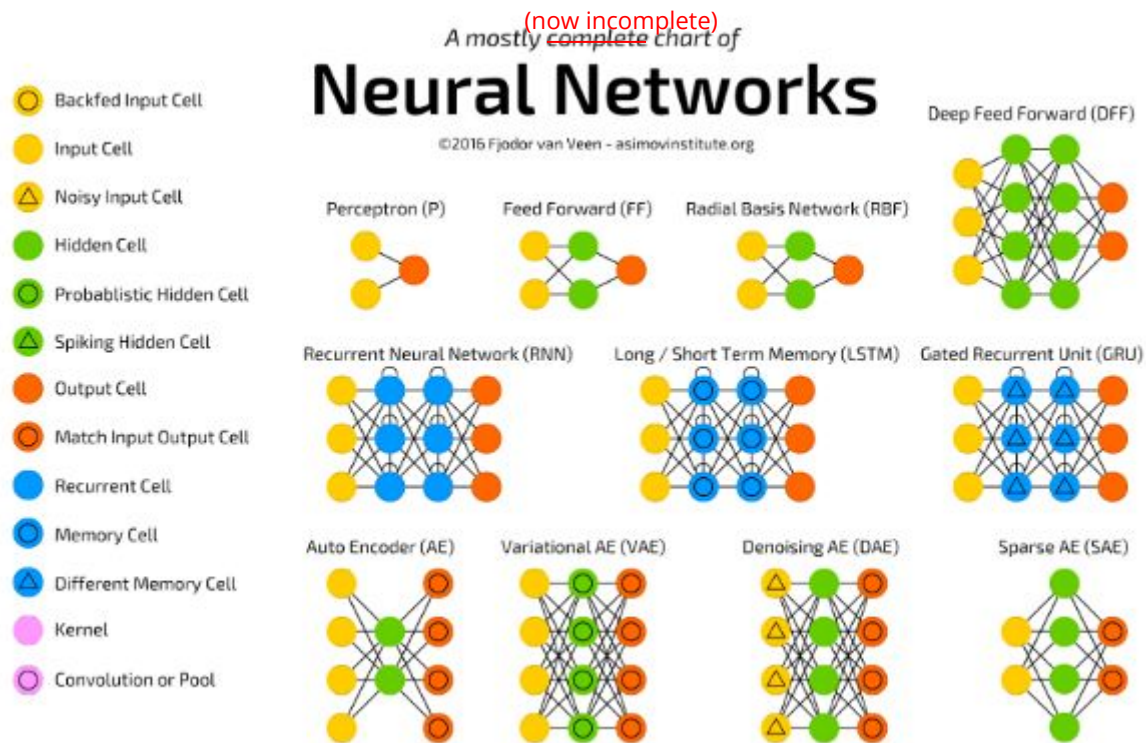 (now incomplete)
A mostly complete chart of
Neural Networks
©2016 Fjodor van Veen - asimovinstitute.org
Backfed Input Cell
Input Cell
Noisy Input Cell
Hidden Cell
Probablistic Hidden Cell
Spiking Hidden Cell
Output Cell
Match Input Output Cell
Recurrent Cell
Memory Cell
Different Memory Cell
Kernel
Convolution or Pool
Deep Feed Forward (DFF)
Perceptron (P)
Feed Forward (FF)
Radial Basis Network (RBF)
Recurrent Neural Network (RNN)
Long / Short Term Memory (LSTM)
Gated Recurrent Unit (GRU)
Auto Encoder (AE)
Variational AE (VAE)
Denoising AE (DAE)
Sparse AE (SAE)